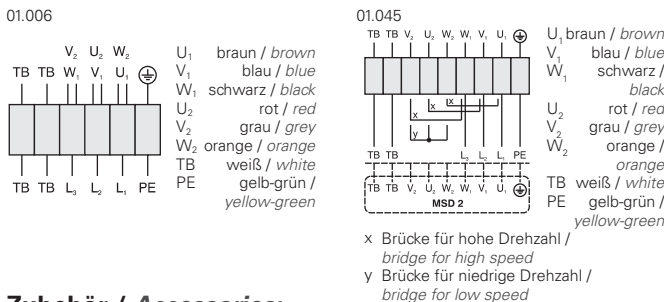 01.006
V₂ U₂ W₂
TB TB W₁ V₁ U₁
TB TB L₃ L₂ L₁ PE
U₁ braun / brown
V₁ blau / blue
W₁ schwarz / black
U₂ rot / red
V₂ grau / grey
W₂ orange / orange
TB weiß / white
PE gelb-grün /
yellow-green
01.045
TB TB V₂ U₂ W₂ W₁ V₁ U₁
x x x
y
TB TB L₃ L₂ L₁ PE
TB TB V₂ U₂ W₂ W₁ V₁ U₁
MSD 2
U₁ braun / brown
V₁ blau / blue
W₁ schwarz /
black
U₂ rot / red
V₂ grau / grey
W₂ orange /
orange
TB weiß / white
PE gelb-grün /
yellow-green
x Brücke für hohe Drehzahl /
bridge for high speed
y Brücke für niedrige Drehzahl /
bridge for low speed